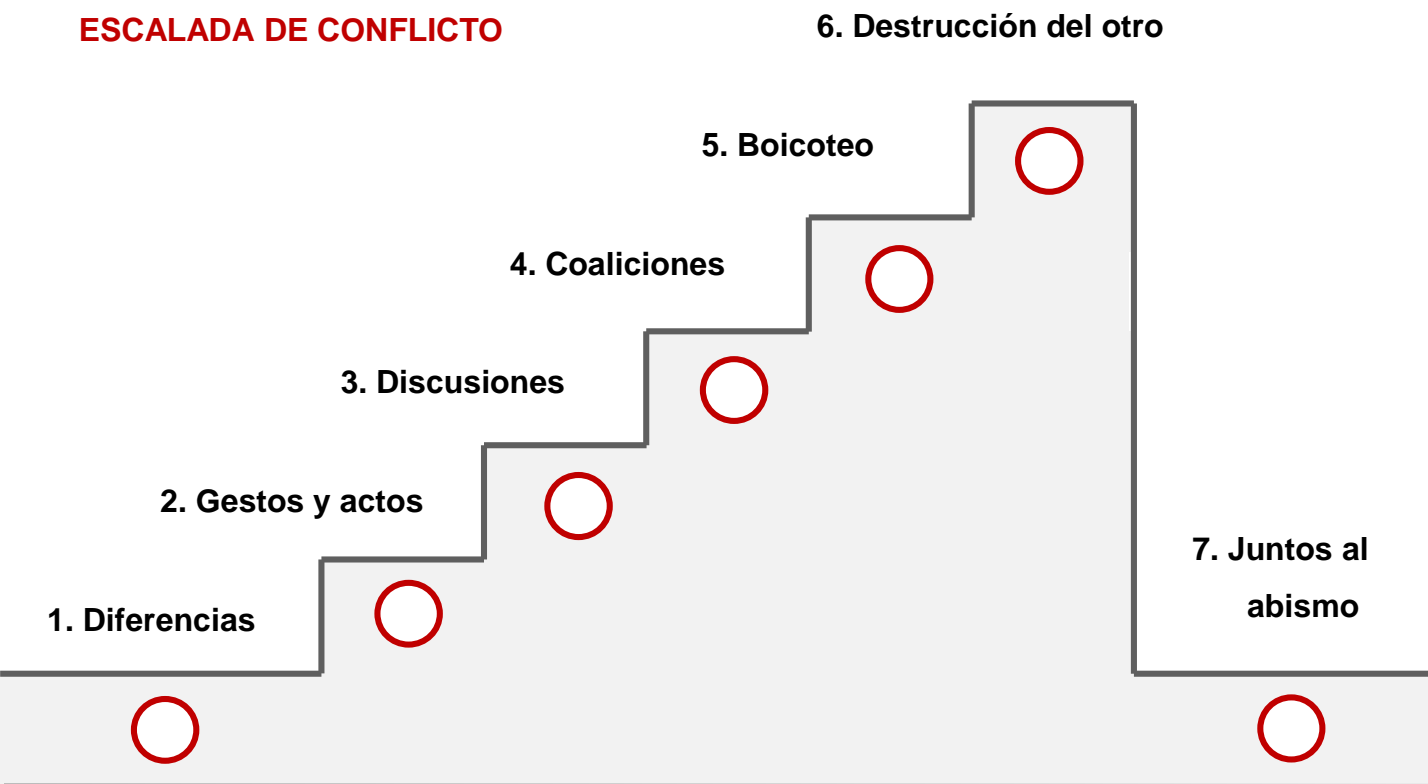 ESCALADA DE CONFLICTO
6. Destrucción del otro
5. Boicoteo
4. Coaliciones
3. Discusiones
2. Gestos y actos
1. Diferencias
7. Juntos al
abismo